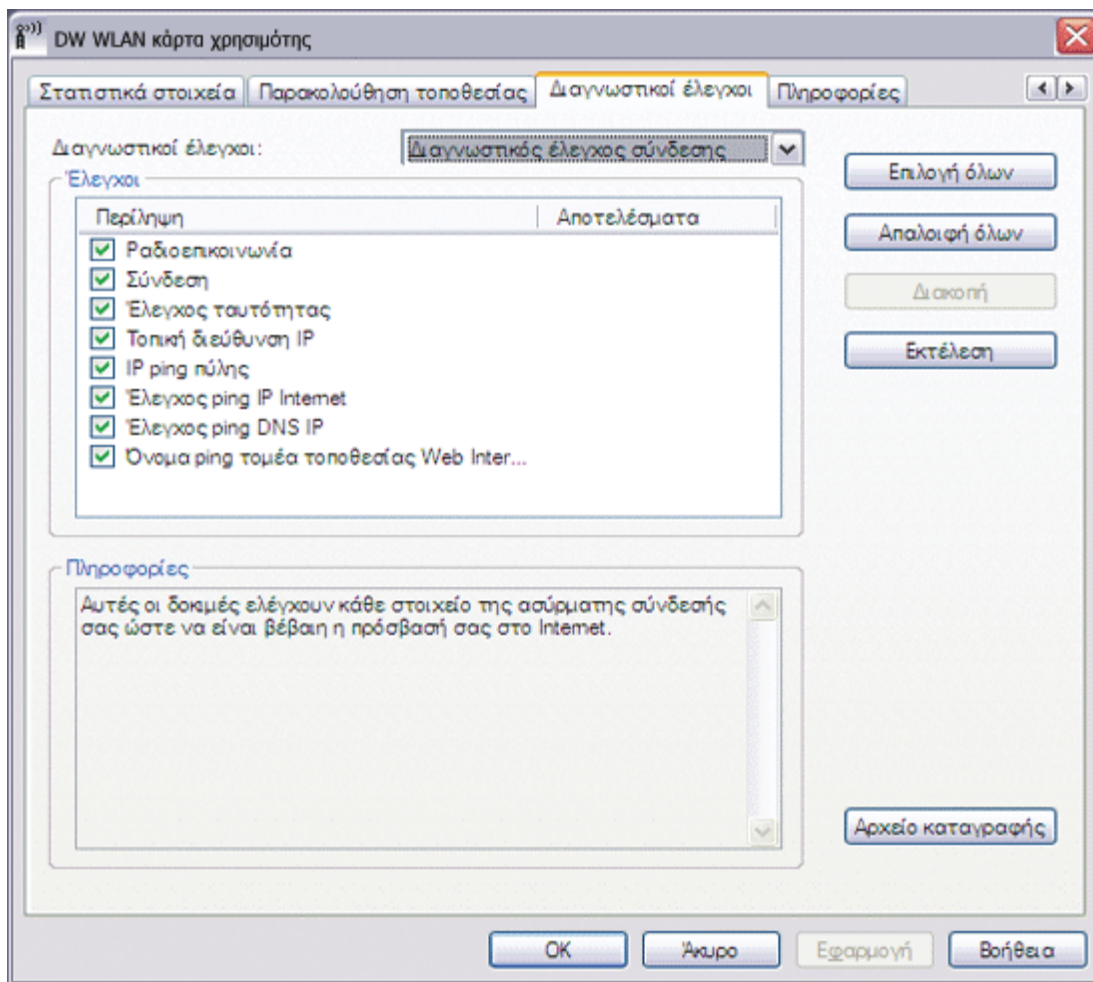 DW WLAN κάρτα χρησιμότης
Στατιστικά στοιχεία Παρακολούθηση τοποθεσίας Διαγνωστικοί έλεγχοι Πληροφορίες
Διαγνωστικοί έλεγχοι: Διαγνωστικός έλεγχος σύνδεσης
Έλεγχοι
Περίληψη Αποτελέσματα
Ραδιοεπικοινωνία
Σύνδεση
Έλεγχος ταυτότητας
Τοπική διεύθυνση IP
IP ping πύλης
Έλεγχος ping IP Internet
Έλεγχος ping DNS IP
Όνομα ping τομέα τοποθεσίας Web Inter...
Επιλογή όλων
Απαλοιφή όλων
Διακοπή
Εκτέλεση
Πληροφορίες
Αυτές οι δοκιμές ελέγχουν κάθε στοιχείο της ασύρματης σύνδεσής
σας ώστε να είναι βέβαιη η πρόσβασή σας στο Internet.
Αρχείο καταγραφής
OK Άκυρο Εφαρμογή Βοήθεια